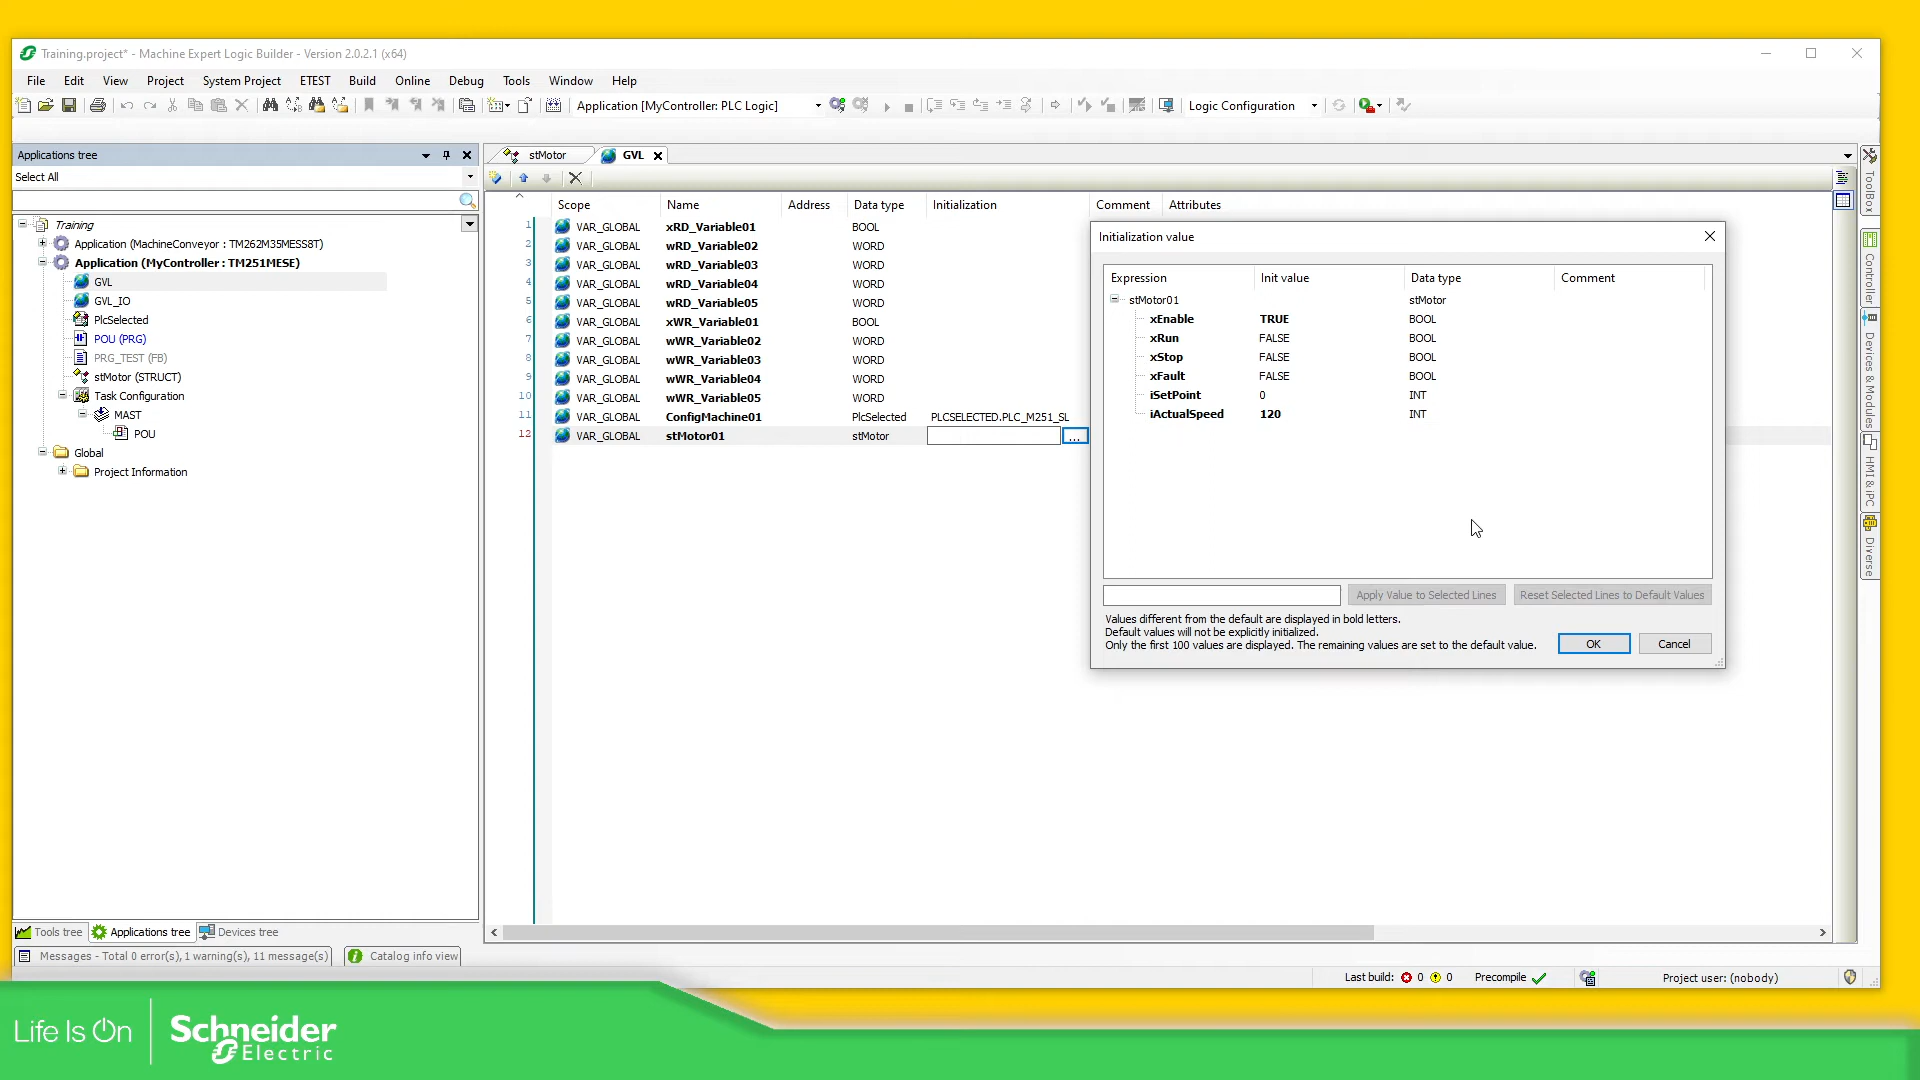 Training.project* - Machine Expert Logic Builder - Version 2.0.2.1 (x64)
File Edit View Project System Project ETEST Build Online Debug Tools Window Help
Application [MyController: PLC Logic] Logic Configuration
Applications tree
Select All
Training
Application (MachineConveyor : TM262M35MESS8T)
Application (MyController : TM251MESE)
GVL
GVL_IO
PlcSelected
POU (PRG)
PRG_TEST (FB)
stMotor (STRUCT)
Task Configuration
MAST
POU
Global
Project Information
Tools tree Applications tree Devices tree
stMotor GVL
Scope Name Address Data type Initialization Comment Attributes
1 VAR_GLOBAL xRD_Variable01 BOOL
2 VAR_GLOBAL wRD_Variable02 WORD
3 VAR_GLOBAL wRD_Variable03 WORD
4 VAR_GLOBAL wRD_Variable04 WORD
5 VAR_GLOBAL wRD_Variable05 WORD
6 VAR_GLOBAL xWR_Variable01 BOOL
7 VAR_GLOBAL wWR_Variable02 WORD
8 VAR_GLOBAL wWR_Variable03 WORD
9 VAR_GLOBAL wWR_Variable04 WORD
10 VAR_GLOBAL wWR_Variable05 WORD
11 VAR_GLOBAL ConfigMachine01 PlcSelected PLCSELECTED.PLC_M251_SL
12 VAR_GLOBAL stMotor01 stMotor ...
Initialization value
Expression Init value Data type Comment
stMotor01 stMotor
xEnable TRUE BOOL
xRun FALSE BOOL
xStop FALSE BOOL
xFault FALSE BOOL
iSetPoint 0 INT
iActualSpeed 120 INT
Apply Value to Selected Lines Reset Selected Lines to Default Values
Values different from the default are displayed in bold letters.
Default values will not be explicitly initialized.
Only the first 100 values are displayed. The remaining values are set to the default value.
OK Cancel
ToolBox
Controller
Devices & Modules
HMI & iPC
Diverse
Messages - Total 0 error(s), 1 warning(s), 11 message(s) Catalog info view
Last build: 0 0 Precompile Project user: (nobody)
Life Is On
Schneider
Electric